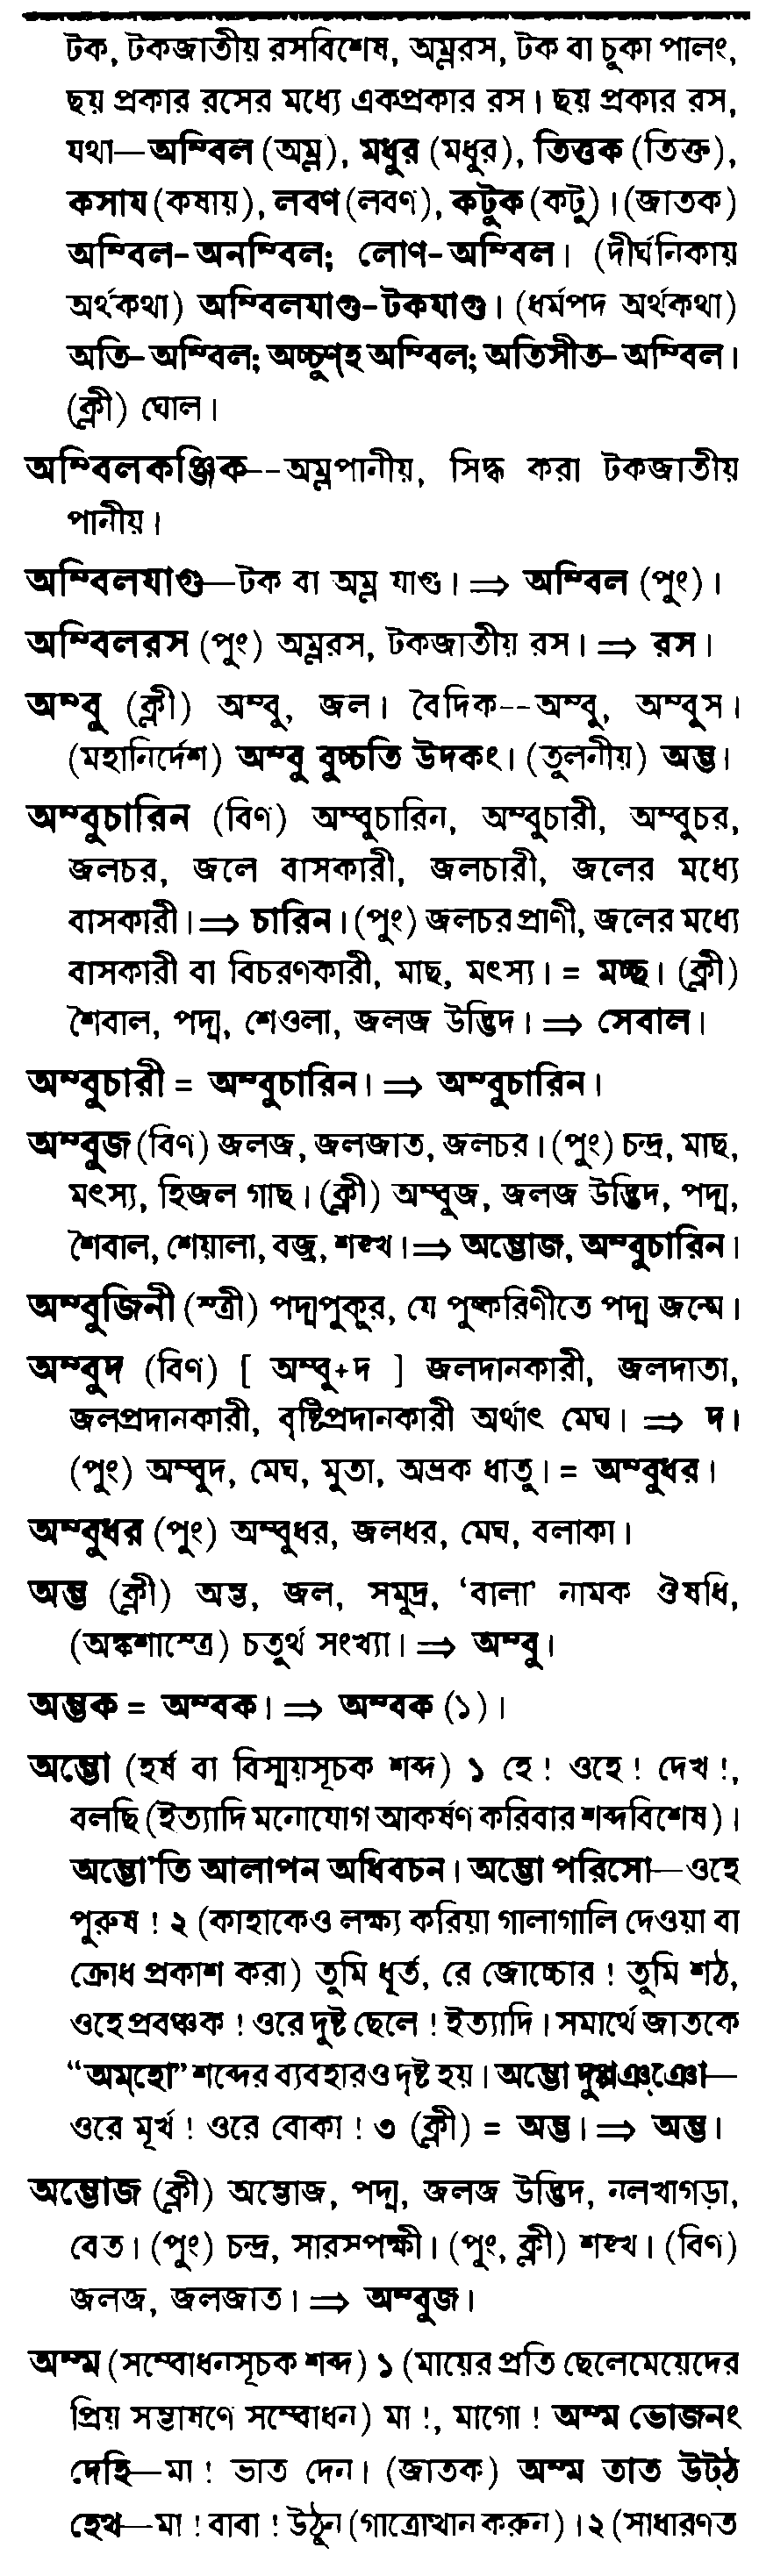 টক, টকজাতীয় রসবিশেষ, অম্লরস, টক বা চুকা পালং,
ছয় প্রকার রসের মধ্যে একপ্রকার রস। ছয় প্রকার রস,
যথা—অম্বিল (অম্ল), মধুর (মধুর), তিত্তক (তিক্ত),
কসায (কষায়), লবণ (লবণ), কটুক (কটু)। (জাতক)
অম্বিল-অনম্বিল; লোণ-অম্বিল। (দীর্ঘনিকায়
অর্থকথা) অম্বিলযাগু-টকযাগু। (ধর্মপদ অর্থকথা)
অতি-অম্বিল; অচ্চুণ্হ অম্বিল; অতিসীত-অম্বিল।
(ক্লী) ঘোল।
অম্বিলকঞ্জিক--অম্লপানীয়, সিদ্ধ করা টকজাতীয়
পানীয়।
অম্বিলযাগু—টক বা অম্ল যাগু। ⇒ অম্বিল (পুং)।
অম্বিলরস (পুং) অম্লরস, টকজাতীয় রস। ⇒ রস।
অম্বু (ক্লী) অম্বু, জল। বৈদিক--অম্বু, অম্বুস।
(মহানির্দেশ) অম্বু বুচ্চতি উদকং। (তুলনীয়) অম্ভ।
অম্বুচারিন (বিণ) অম্বুচারিন, অম্বুচারী, অম্বুচর,
জলচর, জলে বাসকারী, জলচারী, জলের মধ্যে
বাসকারী। ⇒ চারিন। (পুং) জলচর প্রাণী, জলের মধ্যে
বাসকারী বা বিচরণকারী, মাছ, মৎস্য। = মচ্ছ। (ক্লী)
শৈবাল, পদ্ম, শেওলা, জলজ উদ্ভিদ। ⇒ সেবাল।
অম্বুচারী = অম্বুচারিন। ⇒ অম্বুচারিন।
অম্বুজ (বিণ) জলজ, জলজাত, জলচর। (পুং) চন্দ্র, মাছ,
মৎস্য, হিজল গাছ। (ক্লী) অম্বুজ, জলজ উদ্ভিদ, পদ্ম,
শৈবাল, শেয়ালা, বজ্র, শঙ্খ। ⇒ অম্ভোজ, অম্বুচারিন।
অম্বুজিনী (স্ত্রী) পদ্মপুকুর, যে পুষ্করিণীতে পদ্ম জন্মে।
অম্বুদ (বিণ) [ অম্বু+দ ] জলদানকারী, জলদাতা,
জলপ্রদানকারী, বৃষ্টিপ্রদানকারী অর্থাৎ মেঘ। ⇒ দ।
(পুং) অম্বুদ, মেঘ, মুতা, অভ্রক ধাতু। = অম্বুধর।
অম্বুধর (পুং) অম্বুধর, জলধর, মেঘ, বলাকা।
অম্ভ (ক্লী) অম্ভ, জল, সমুদ্র, ‘বালা’ নামক ঔষধি,
(অঙ্কশাস্ত্রে) চতুর্থ সংখ্যা। ⇒ অম্বু।
অম্ভক = অম্বক। ⇒ অম্বক (১)।
অম্ভো (হর্ষ বা বিস্ময়সূচক শব্দ) ১ হে ! ওহে ! দেখ !,
বলছি (ইত্যাদি মনোযোগ আকর্ষণ করিবার শব্দবিশেষ)।
অম্ভো’তি আলাপন অধিবচন। অম্ভো পরিসো—ওহে
পুরুষ ! ২ (কাহাকেও লক্ষ্য করিয়া গালাগালি দেওয়া বা
ক্রোধ প্রকাশ করা) তুমি ধূর্ত, রে জোচ্চোর ! তুমি শঠ,
ওহে প্রবঞ্চক ! ওরে দুষ্ট ছেলে ! ইত্যাদি। সমার্থে জাতকে
“অম্‌হো” শব্দের ব্যবহারও দৃষ্ট হয়। অম্ভো দুপ্পঞ্‌ঞো—
ওরে মূর্খ ! ওরে বোকা ! ৩ (ক্লী) = অম্ভ। ⇒ অম্ভ।
অম্ভোজ (ক্লী) অম্ভোজ, পদ্ম, জলজ উদ্ভিদ, নলখাগড়া,
বেত। (পুং) চন্দ্র, সারসপক্ষী। (পুং, ক্লী) শঙ্খ। (বিণ)
জলজ, জলজাত। ⇒ অম্বুজ।
অম্ম (সম্বোধনসূচক শব্দ) ১ (মায়ের প্রতি ছেলেমেয়েদের
প্রিয় সম্ভাষণে সম্বোধন) মা !, মাগো ! অম্ম ভোজনং
দেহি—মা ! ভাত দেন। (জাতক) অম্ম তাত উট্‌ঠ
হেথ—মা ! বাবা ! উঠুন (গাত্রোত্থান করুন)। ২ (সাধারণত